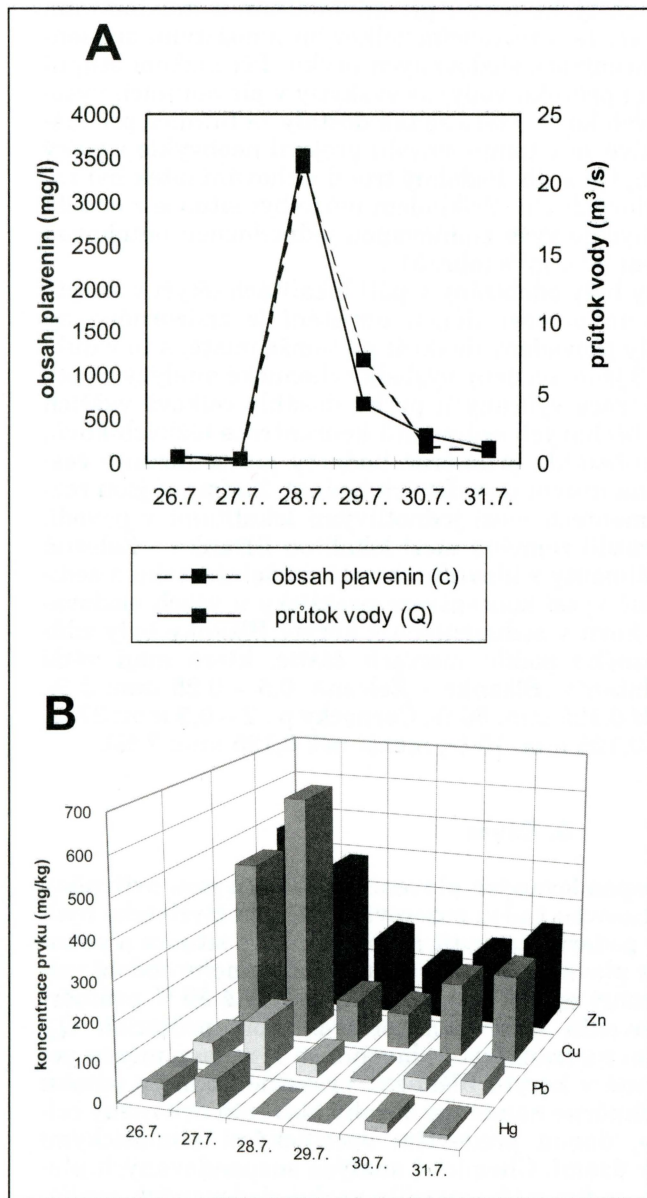 A
4000
3500
3000
2500
2000
1500
1000
500
0
obsah plavenin (mg/l)
25
20
15
10
5
0
průtok vody (m³/s)
26.7. 27.7. 28.7. 29.7. 30.7. 31.7.
obsah plavenin (c)
průtok vody (Q)
B
700
600
500
400
300
200
100
0
koncentrace prvku (mg/kg)
26.7. 27.7. 28.7. 29.7. 30.7. 31.7.
Zn
Cu
Pb
Hg